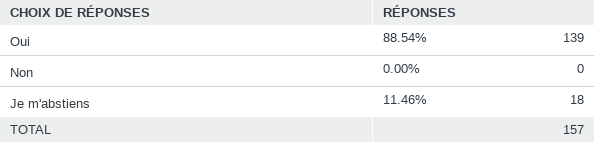 CHOIX DE RÉPONSES RÉPONSES
Oui 88.54% 139
Non 0.00% 0
Je m'abstiens 11.46% 18
TOTAL 157